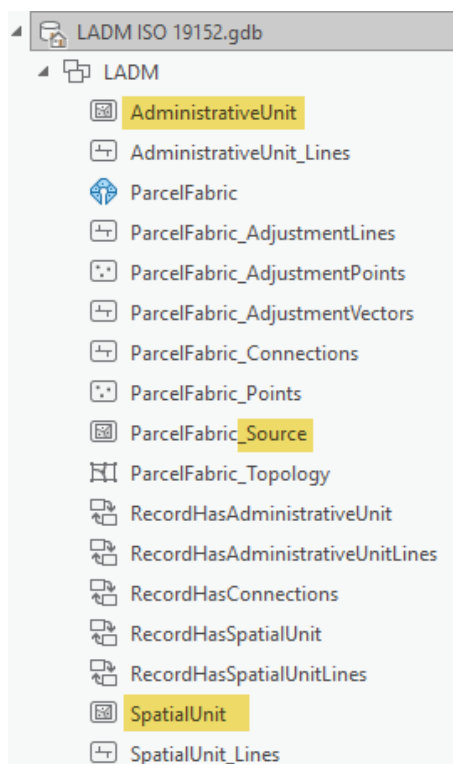 LADM ISO 19152.gdb
LADM
AdministrativeUnit
AdministrativeUnit_Lines
ParcelFabric
ParcelFabric_AdjustmentLines
ParcelFabric_AdjustmentPoints
ParcelFabric_AdjustmentVectors
ParcelFabric_Connections
ParcelFabric_Points
ParcelFabric_Source
ParcelFabric_Topology
RecordHasAdministrativeUnit
RecordHasAdministrativeUnitLines
RecordHasConnections
RecordHasSpatialUnit
RecordHasSpatialUnitLines
SpatialUnit
SpatialUnit_Lines